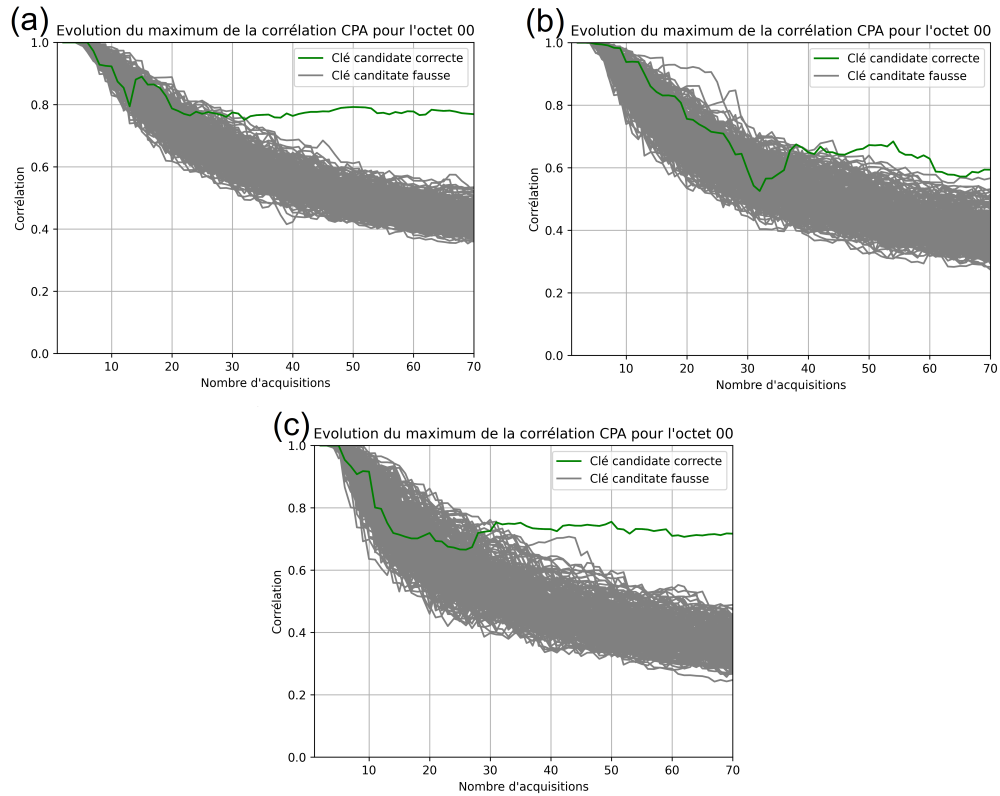 (a)
Evolution du maximum de la corrélation CPA pour l'octet 00
Clé candidate correcte
Clé canditate fausse
1.0
0.8
0.6
0.4
0.2
0.0
Corrélation
10 20 30 40 50 60 70
Nombre d'acquisitions
(b)
Evolution du maximum de la corrélation CPA pour l'octet 00
Clé candidate correcte
Clé canditate fausse
1.0
0.8
0.6
0.4
0.2
0.0
Corrélation
10 20 30 40 50 60 70
Nombre d'acquisitions
(c)
Evolution du maximum de la corrélation CPA pour l'octet 00
Clé candidate correcte
Clé canditate fausse
1.0
0.8
0.6
0.4
0.2
0.0
Corrélation
10 20 30 40 50 60 70
Nombre d'acquisitions